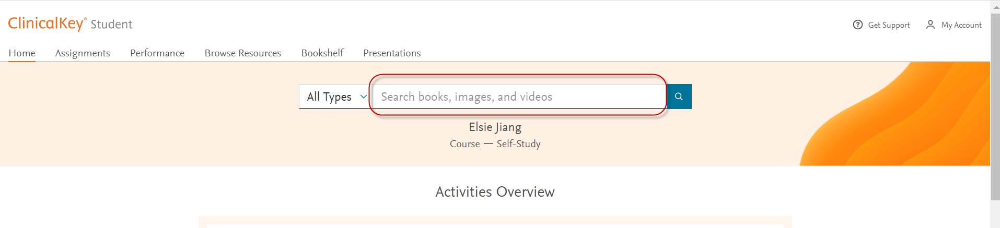 ClinicalKey® Student
Get Support
My Account
Home Assignments Performance Browse Resources Bookshelf Presentations
All Types
Search books, images, and videos
Elsie Jiang
Course — Self-Study
Activities Overview